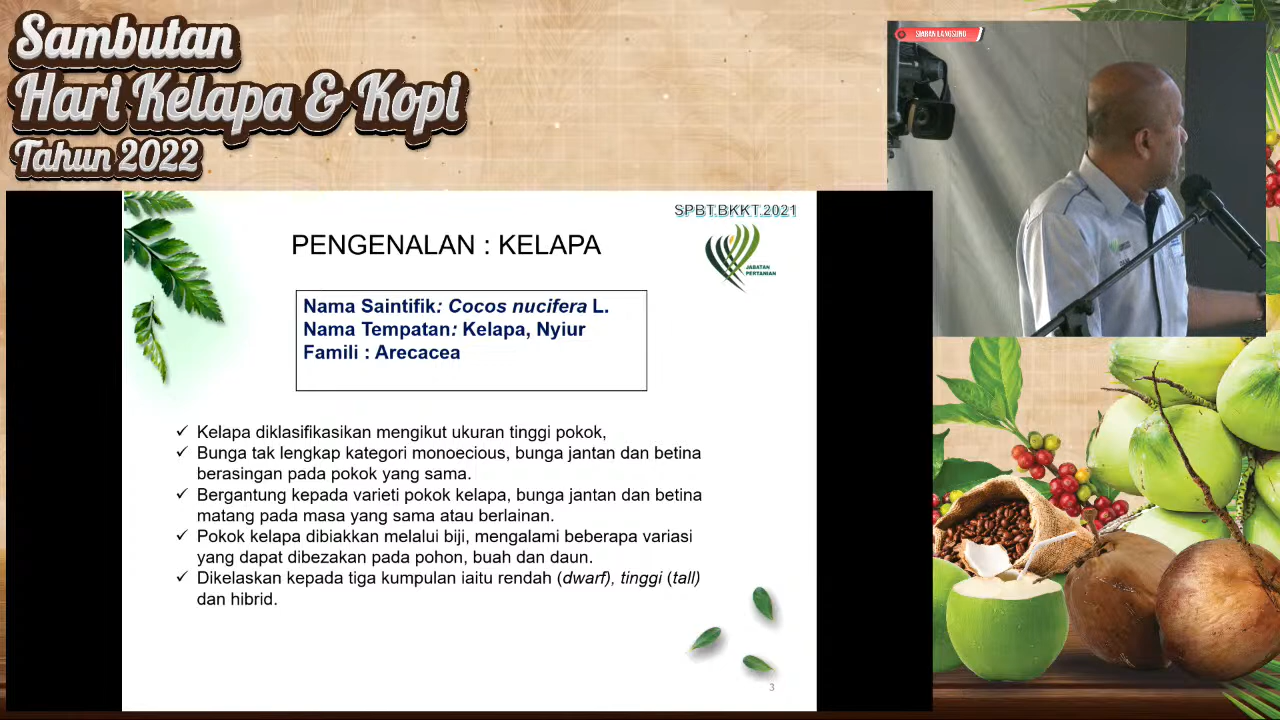 Sambutan
Hari Kelapa & Kopi
Tahun 2022
SIARAN LANGSUNG
SPBT.BKKT.2021
PENGENALAN : KELAPA
JABATAN
PERTANIAN
Nama Saintifik: Cocos nucifera L.
Nama Tempatan: Kelapa, Nyiur
Famili : Arecacea
✓ Kelapa diklasifikasikan mengikut ukuran tinggi pokok,
✓ Bunga tak lengkap kategori monoecious, bunga jantan dan betina
berasingan pada pokok yang sama.
✓ Bergantung kepada varieti pokok kelapa, bunga jantan dan betina
matang pada masa yang sama atau berlainan.
✓ Pokok kelapa dibiakkan melalui biji, mengalami beberapa variasi
yang dapat dibezakan pada pohon, buah dan daun.
✓ Dikelaskan kepada tiga kumpulan iaitu rendah (dwarf), tinggi (tall)
dan hibrid.
3